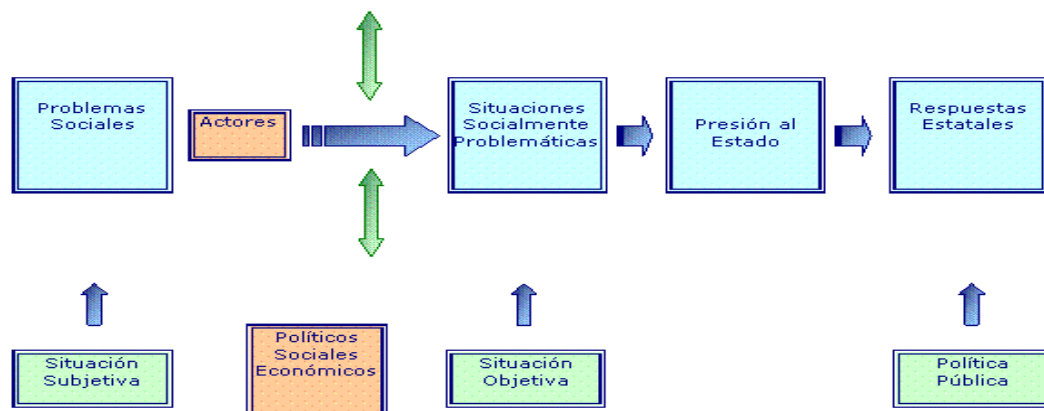 Problemas
Sociales
Actores
Situaciones
Socialmente
Problemáticas
Presión al
Estado
Respuestas
Estatales
Situación
Subjetiva
Políticos
Sociales
Económicos
Situación
Objetiva
Política
Pública